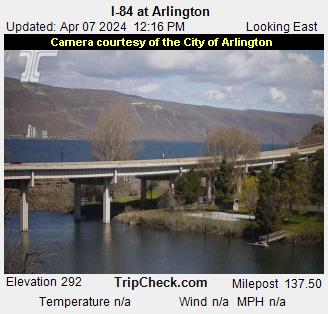 I-84 at Arlington
Updated: Apr 07 2024 12:16 PM Looking East
Camera courtesy of the City of Arlington
Elevation 292 TripCheck.com Milepost 137.50
Temperature n/a Wind n/a MPH n/a